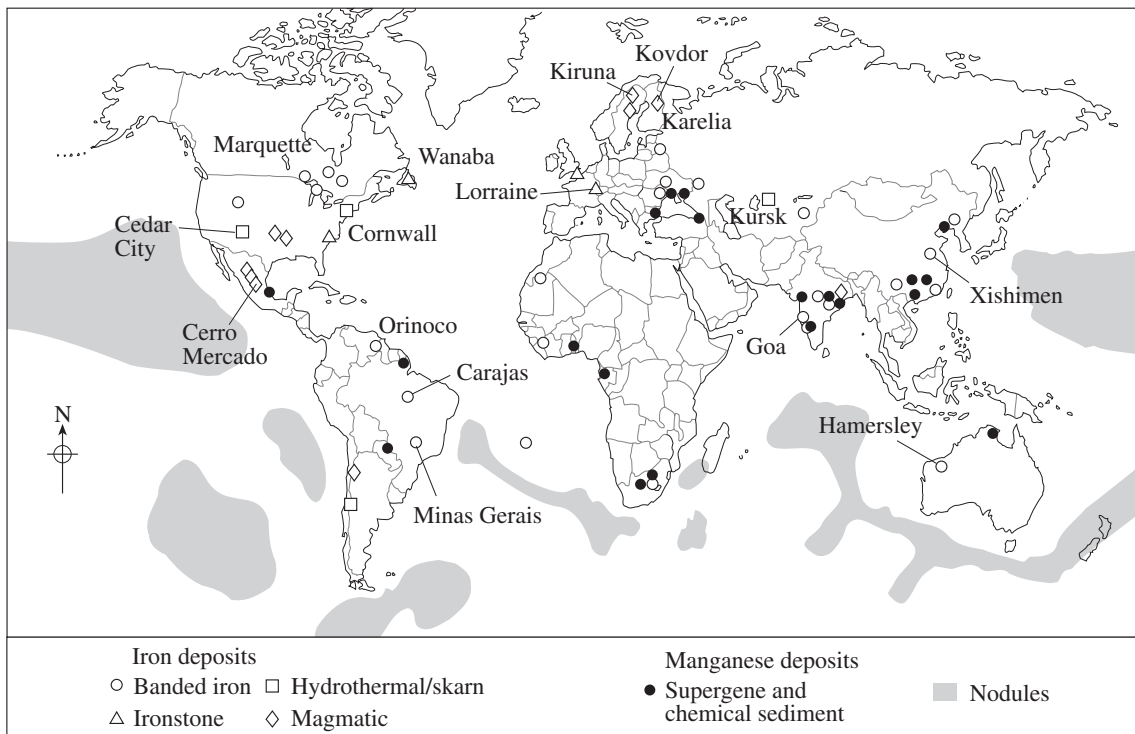 Kovdor
Kiruna
Karelia
Marquette
Wanaba
Lorraine
Kursk
Cedar
City
Cornwall
Xishimen
Cerro
Mercado
Orinoco
Goa
Carajas
N
Hamersley
Minas Gerais
Iron deposits
Banded iron
Hydrothermal/skarn
Ironstone
Magmatic
Manganese deposits
Supergene and
chemical sediment
Nodules